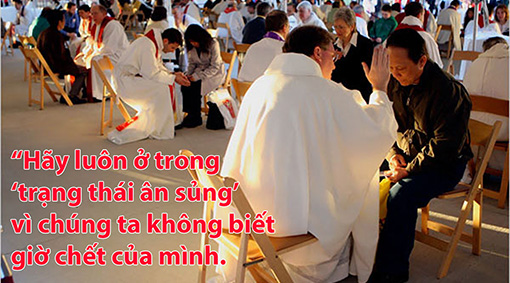 “Hãy luôn ở trong
‘trạng thái ân sủng’
vì chúng ta không biết
giờ chết của mình.